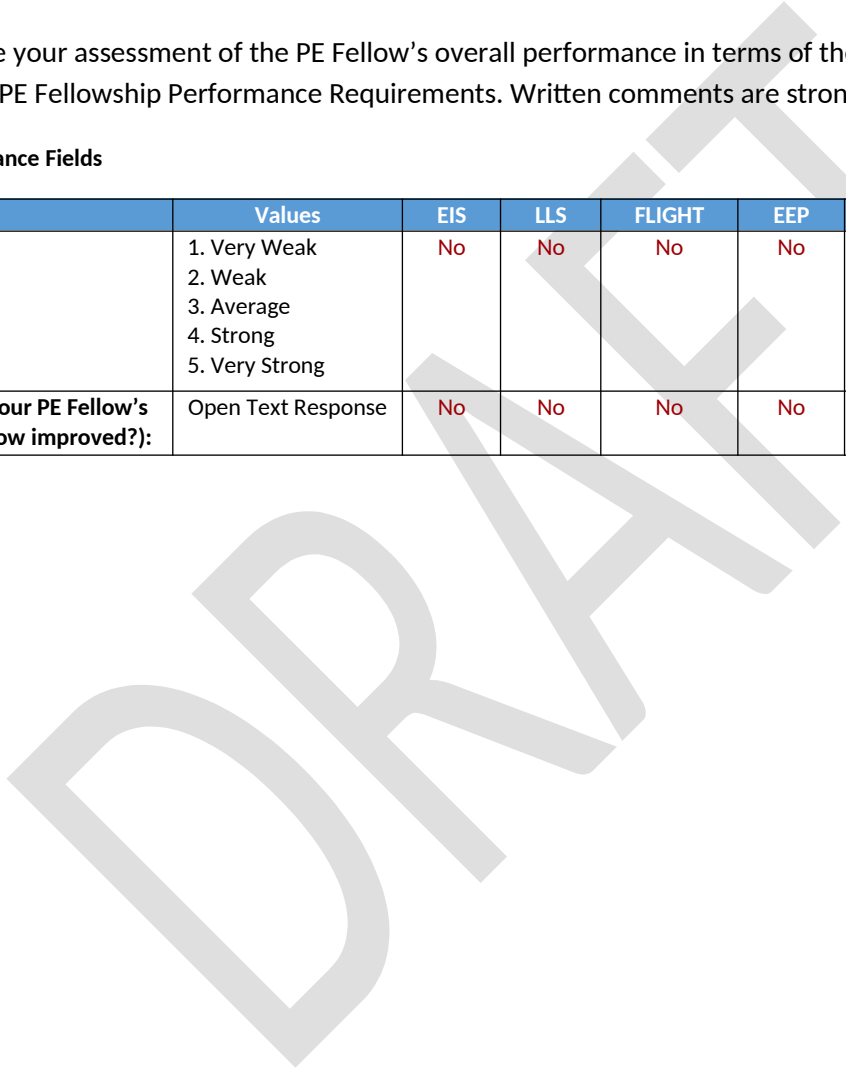 e your assessment of the PE Fellow's overall performance in terms of the
PE Fellowship Performance Requirements. Written comments are stron
ance Fields
Values EIS LLS FLIGHT EEP
1. Very Weak No No No No
2. Weak
3. Average
4. Strong
5. Very Strong
our PE Fellow's Open Text Response No No No No
ow improved?):
DRAFT